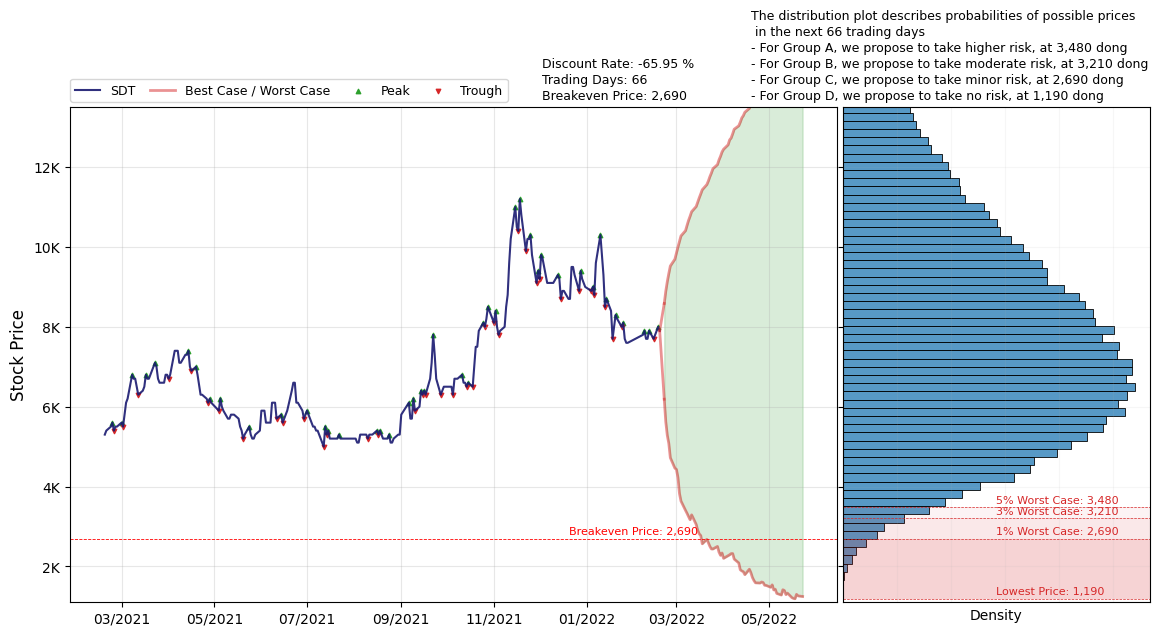 The distribution plot describes probabilities of possible prices
in the next 66 trading days
- For Group A, we propose to take higher risk, at 3,480 dong
- For Group B, we propose to take moderate risk, at 3,210 dong
- For Group C, we propose to take minor risk, at 2,690 dong
- For Group D, we propose to take no risk, at 1,190 dong
Discount Rate: -65.95 %
Trading Days: 66
Breakeven Price: 2,690
SDT Best Case / Worst Case Peak Trough
Stock Price
12K
10K
8K
6K
4K
2K
Breakeven Price: 2,690
5% Worst Case: 3,480
3% Worst Case: 3,210
1% Worst Case: 2,690
Lowest Price: 1,190
03/2021 05/2021 07/2021 09/2021 11/2021 01/2022 03/2022 05/2022
Density